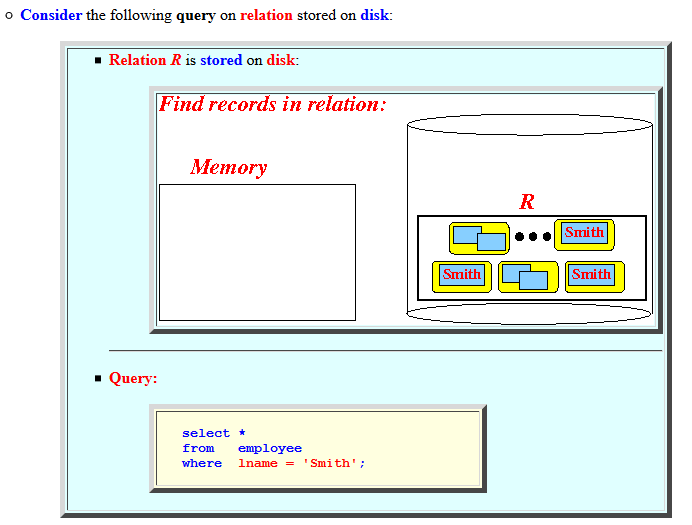 Consider the following query on relation stored on disk:
Relation R is stored on disk:
Find records in relation:
Memory
R
Smith
Smith
Smith
Query:
select *
from   employee
where  lname = 'Smith';